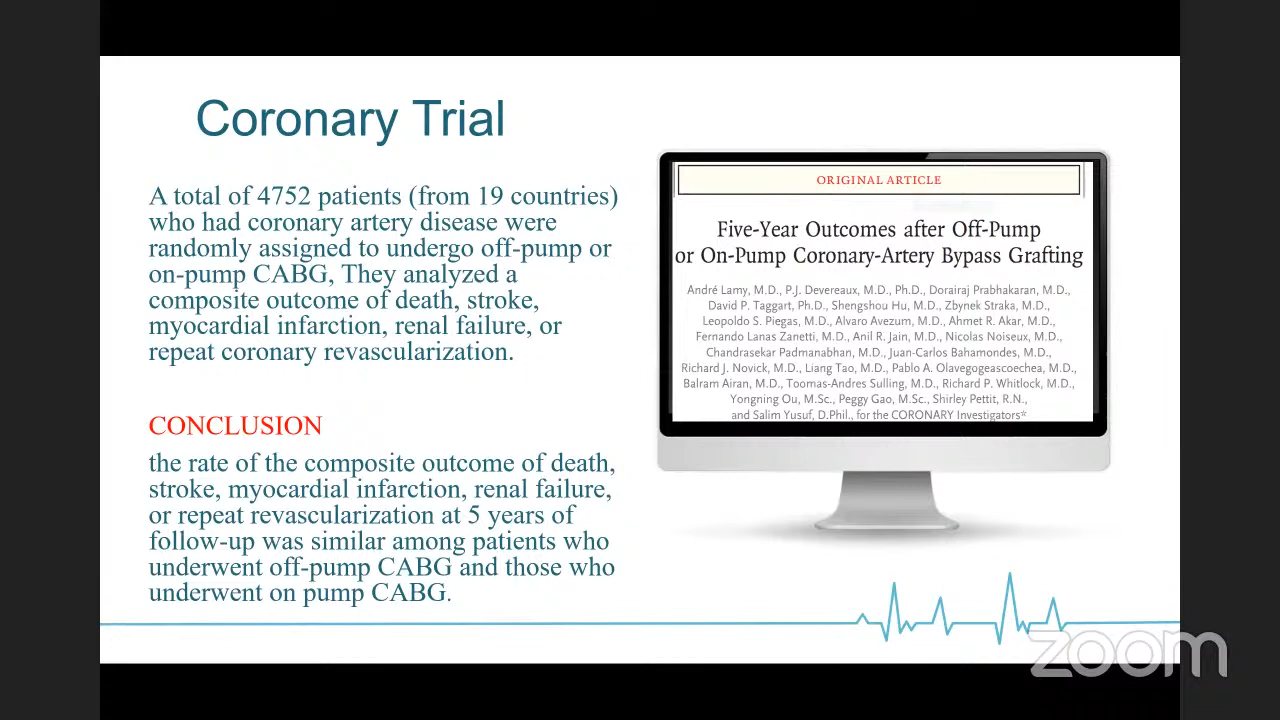 Coronary Trial
A total of 4752 patients (from 19 countries)
who had coronary artery disease were
randomly assigned to undergo off-pump or
on-pump CABG, They analyzed a
composite outcome of death, stroke,
myocardial infarction, renal failure, or
repeat coronary revascularization.
CONCLUSION
the rate of the composite outcome of death,
stroke, myocardial infarction, renal failure,
or repeat revascularization at 5 years of
follow-up was similar among patients who
underwent off-pump CABG and those who
underwent on pump CABG.
ORIGINAL ARTICLE
Five-Year Outcomes after Off-Pump
or On-Pump Coronary-Artery Bypass Grafting
André Lamy, M.D., P.J. Devereaux, M.D., Ph.D., Dorairaj Prabhakaran, M.D.,
David P. Taggart, Ph.D., Shengshou Hu, M.D., Zbynek Straka, M.D.,
Leopoldo S. Piegas, M.D., Alvaro Avezum, M.D., Ahmet R. Akar, M.D.,
Fernando Lanas Zanetti, M.D., Anil R. Jain, M.D., Nicolas Noiseux, M.D.,
Chandrasekar Padmanabhan, M.D., Juan-Carlos Bahamondes, M.D.,
Richard J. Novick, M.D., Liang Tao, M.D., Pablo A. Olavegogeascoechea, M.D.,
Balram Airan, M.D., Toomas-Andres Sulling, M.D., Richard P. Whitlock, M.D.,
Yongning Ou, M.Sc., Peggy Gao, M.Sc., Shirley Pettit, R.N.,
and Salim Yusuf, D.Phil., for the CORONARY Investigators*
zoom